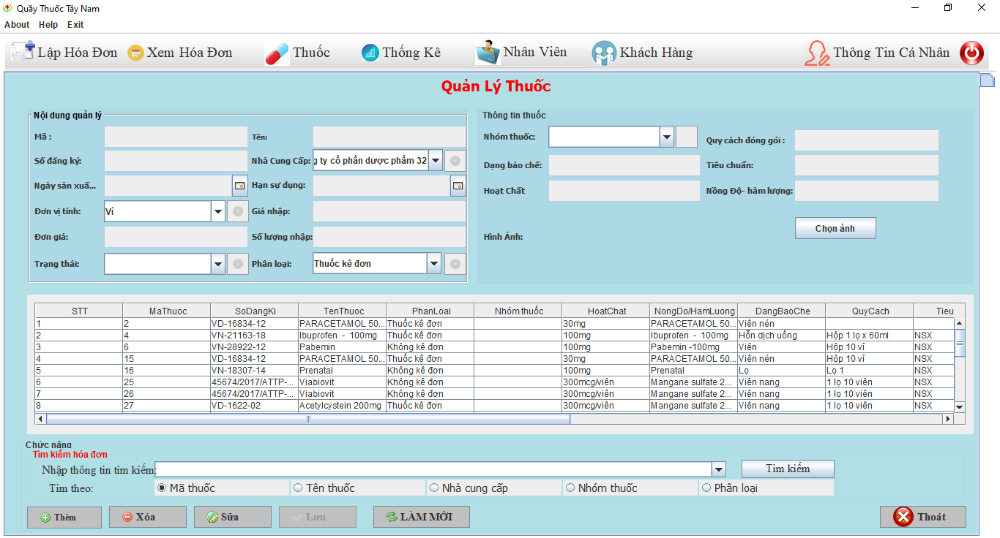 Quầy Thuốc Tây Nam
About Help Exit
Lập Hóa Đơn Xem Hóa Đơn Thuốc Thống Kê Nhân Viên Khách Hàng Thông Tin Cá Nhân
Quản Lý Thuốc
Nội dung quản lý
Mã :
Tên:
Số đăng ký:
Nhà Cung Cấp: g ty cổ phần dược phẩm 32
Ngày sản xuấ...
Hạn sự dụng:
Đơn vị tính: Vỉ
Giá nhập:
Đơn giá:
Số lượng nhập:
Trạng thái:
Phân loại: Thuốc kê đơn
Thông tin thuốc
Nhóm thuốc:
Quy cách đóng gói :
Dạng bào chế:
Tiêu chuẩn:
Hoạt Chất
Nồng Độ- hàm lượng:
Hình Ảnh:
Chọn ảnh
STT MaThuoc SoDangKi TenThuoc PhanLoai Nhóm thuốc HoatChat NongDo/HamLuong DangBaoChe QuyCach Tieu
1 2 VD-16834-12 PARACETAMOL 50... Thuốc kê đơn 30mg PARACETAMOL 50... Viên nén
2 4 VN-21163-18 Ibuprofen - 100mg Thuốc kê đơn 100mg Ibuprofen - 100mg Hỗn dịch uống Hộp 1 lọ x 60ml NSX
3 6 VN-28922-12 Pabemin Không kê đơn 100mg Pabemin -100mg Viên Hộp 10 vỉ NSX
4 15 VD-16834-12 PARACETAMOL 50... Thuốc kê đơn 30mg PARACETAMOL 50... Viên nén Hộp 10 vỉ NSX
5 16 VN-18307-14 Prenatal Không kê đơn 100mg Prenatal Lọ Lọ 1 NSX
6 25 45674/2017/ATTP-... Viabiovit Không kê đơn 300mcg/viên Mangane sulfate 2... Viên nang 1 lọ 10 viên NSX
7 26 45674/2017/ATTP-... Viabiovit Không kê đơn 300mcg/viên Mangane sulfate 2... Viên nang 1 lọ 10 viên NSX
8 27 VD-1622-02 Acetylcystein 200mg Thuốc kê đơn 300mcg/viên Mangane sulfate 2... Viên nang 1 lọ 10 viên NSX
Chức năng
Tìm kiếm hóa đơn
Nhập thông tin tìm kiếm:
Tìm kiếm
Tìm theo: Mã thuốc Tên thuốc Nhà cung cấp Nhóm thuốc Phân loại
Thêm Xóa Sửa Lưu LÀM MỚI Thoát